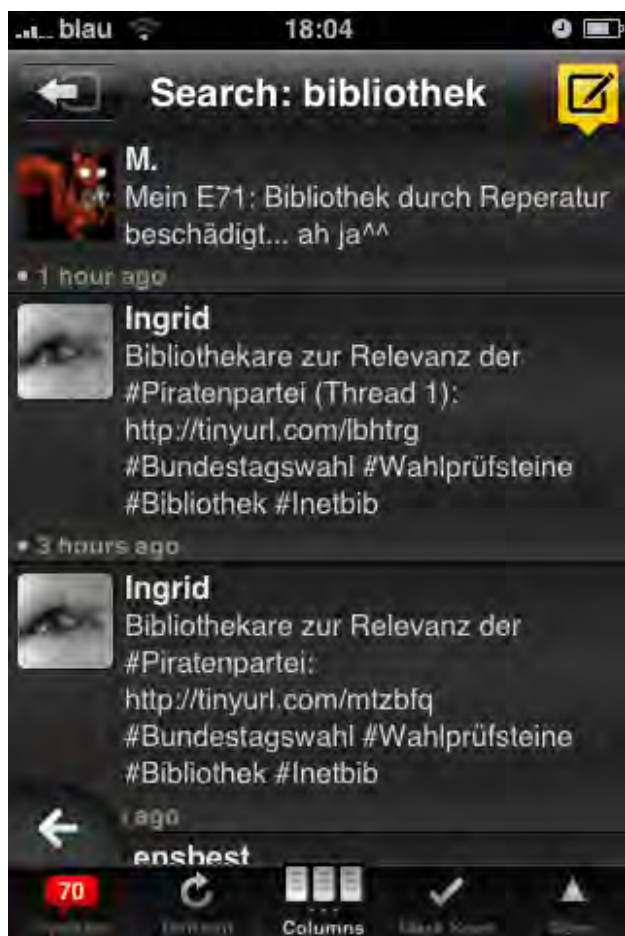 blau
18:04
Search: bibliothek
M.
Mein E71: Bibliothek durch Reperatur
beschädigt... ah ja^^
• 1 hour ago
Ingrid
Bibliothekare zur Relevanz der
#Piratenpartei (Thread 1):
http://tinyurl.com/lbhtrg
#Bundestagswahl #Wahlprüfsteine
#Bibliothek #Inetbib
• 3 hours ago
Ingrid
Bibliothekare zur Relevanz der
#Piratenpartei:
http://tinyurl.com/mtzbfq
#Bundestagswahl #Wahlprüfsteine
#Bibliothek #Inetbib
ago
ensbest
70
Columns